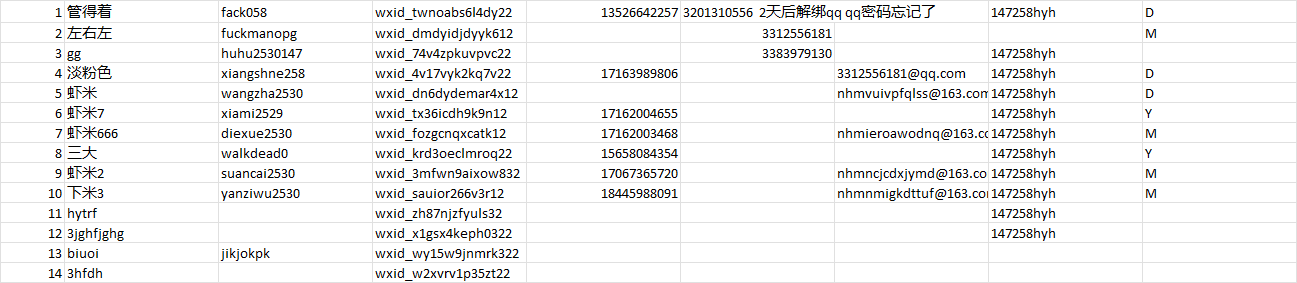 1 管得着 fack058 wxid_twnoabs6l4dy22 13526642257 3201310556 2天后解绑qq qq密码忘记了 147258hyh D
2 左右左 fuckmanopg wxid_dmdyidjdyyk612 3312556181 M
3 gg huhu2530147 wxid_74v4zpkuvpvc22 3383979130 147258hyh
4 淡粉色 xiangshne258 wxid_4v17vyk2kq7v22 17163989806 3312556181@qq.com 147258hyh D
5 虾米 wangzha2530 wxid_dn6dydemar4x12 nhmvuivpfqlss@163.com 147258hyh D
6 虾米7 xiami2529 wxid_tx36icdh9k9n12 17162004655 147258hyh Y
7 虾米666 diexue2530 wxid_fozgcnqxcatk12 17162003468 nhmieroawodnq@163.co 147258hyh M
8 三大 walkdead0 wxid_krd3oeclmroq22 15658084354 147258hyh Y
9 虾米2 suancai2530 wxid_3mfwn9aixow832 17067365720 nhmncjcdxjymd@163.co 147258hyh M
10 下米3 yanziwu2530 wxid_sauior266v3r12 18445988091 nhmnmigkdttuf@163.com 147258hyh M
11 hytrf wxid_zh87njzfyuls32 147258hyh
12 3jghfjghg wxid_x1gsx4keph0322 147258hyh
13 biuoi jikjokpk wxid_wy15w9jnmrk322
14 3hfdh wxid_w2xvrv1p35zt22